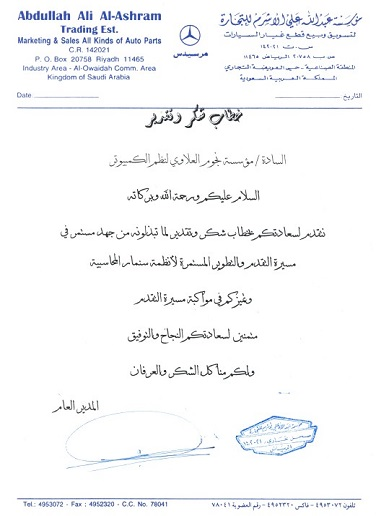 Abdullah Ali Al-Ashram
Trading Est.
Marketing & Sales All Kinds of Auto Parts
C.R. 142021
P. O. Box 20758 Riyadh 11465
Industry Area - Al-Owaidah Comm. Area
Kingdom of Saudi Arabia
مرسيدس
مؤسسة عبدالله علي الأشرم للتجارة
لتسويق وبيع قطع غيار السيارات
س.ت ١٤٢٠٢١
ص.ب ٢٠٧٥٨ الرياض ١١٤٦٥
المنطقة الصناعية - حي العويضة التجاري
المملكة العربية السعودية
Date
التاريخ
خطاب شكر وتقدير
السادة / مؤسسة نجوم العلاوي لنظم الكمبيوتر
السلام عليكم ورحمة الله وبركاته
نتقدم لسعادتكم بخطاب شكر وتقدير لما تبذلونه من جهد مستمر في
مسيرة التقدم والتطوير المستمرة لأنظمة سنمار المحاسبية
وتميزكم في مواكبة مسيرة التقدم
متمنين لسعادتكم النجاح والتوفيق
ولكم منا كل الشكر والعرفان
المدير العام
Tel.: 4953072 - Fax : 4952320 - C.C. No. 78041
تلفون : ٤٩٥٣٠٧٢ - فاكس : ٤٩٥٢٣٢٠ - رقم العضوية ٧٨٠٤١